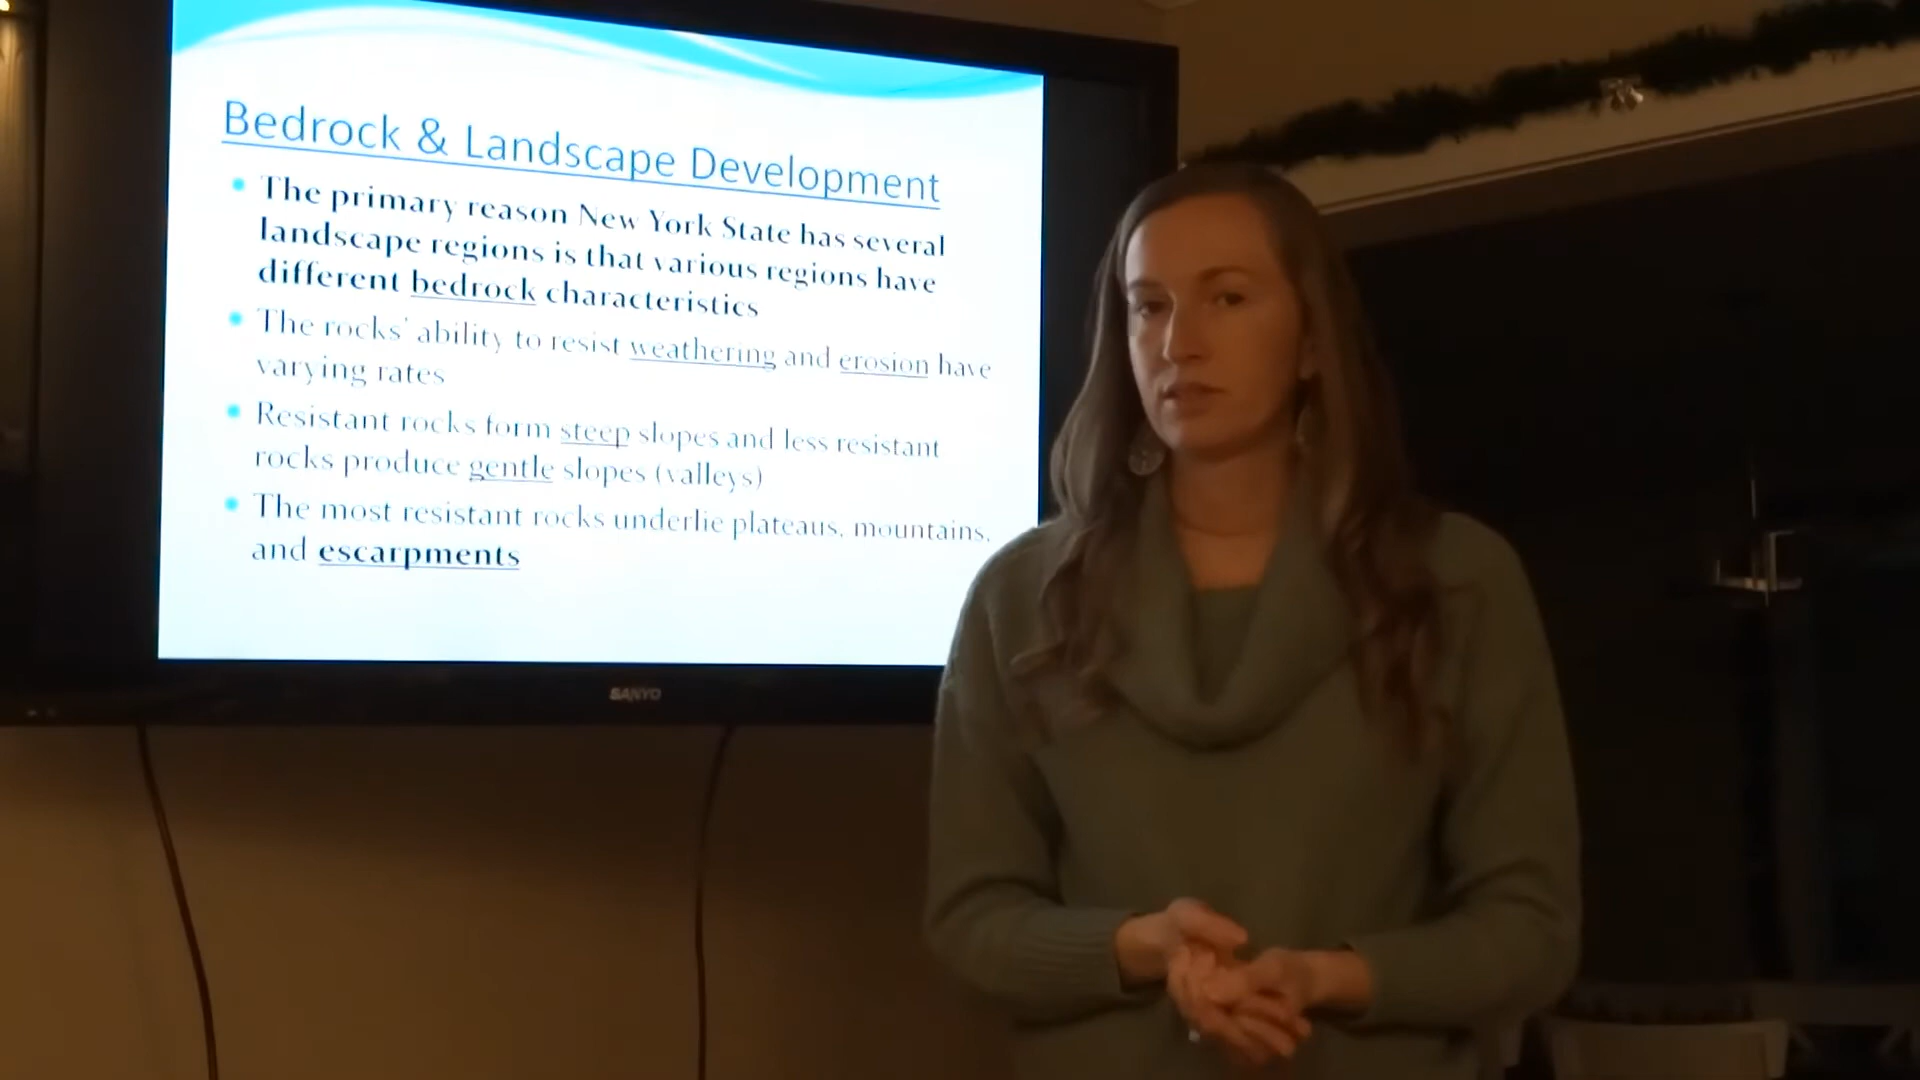 Bedrock & Landscape Development
The primary reason New York State has several
landscape regions is that various regions have
different bedrock characteristics
The rocks' ability to resist weathering and erosion have
varying rates
Resistant rocks form steep slopes and less resistant
rocks produce gentle slopes (valleys)
The most resistant rocks underlie plateaus, mountains,
and escarpments
SANYO